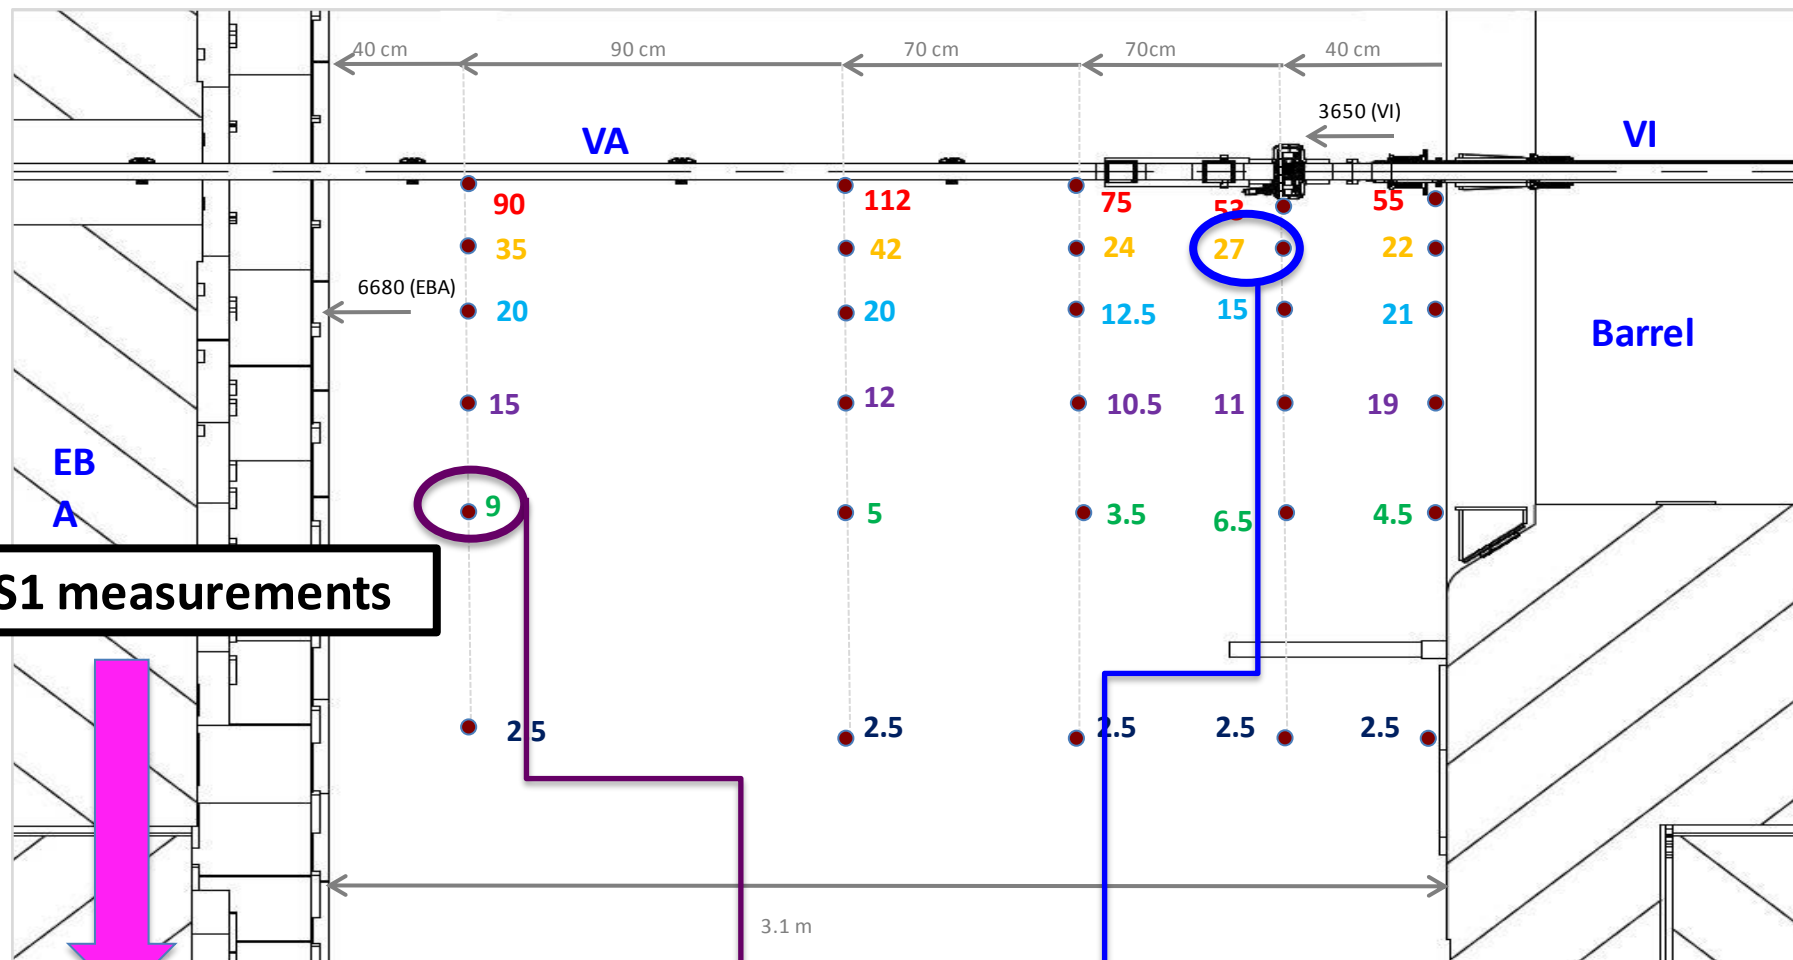 40 cm 90 cm 70 cm 70cm 40 cm
3650 (VI)
VA VI
90 112 75 53 55
35 42 24 27 22
6680 (EBA)
20 20 12.5 15 21
Barrel
15 12 10.5 11 19
EB
A
9 5 3.5 6.5 4.5
S1 measurements
2.5 2.5 2.5 2.5 2.5
3.1 m